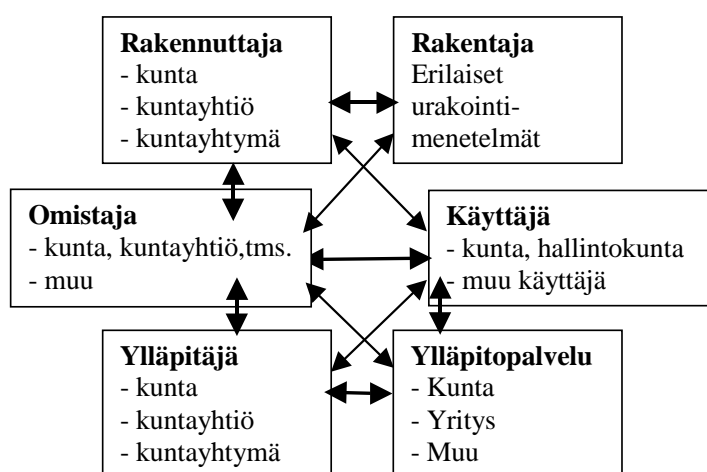 Rakennuttaja
- kunta
- kuntayhtiö
- kuntayhtymä
Rakentaja
Erilaiset
urakointi-
menetelmät
Omistaja
- kunta, kuntayhtiö,tms.
- muu
Käyttäjä
- kunta, hallintokunta
- muu käyttäjä
Ylläpitäjä
- kunta
- kuntayhtiö
- kuntayhtymä
Ylläpitopalvelu
- Kunta
- Yritys
- Muu